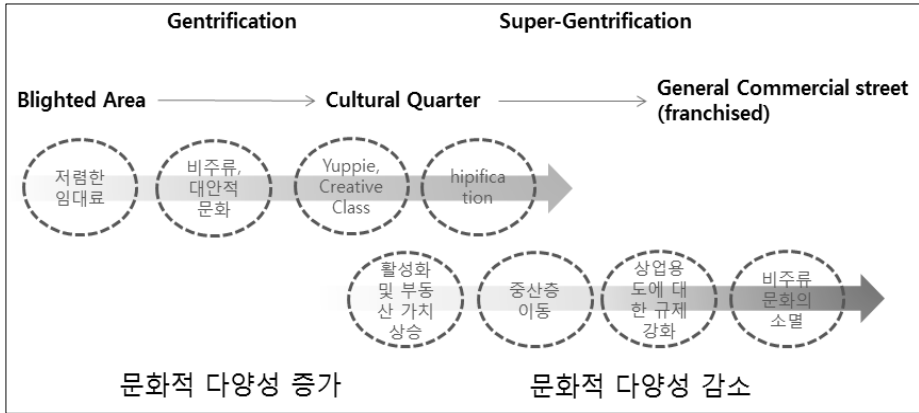 Gentrification
Super-Gentrification
Blighted Area
Cultural Quarter
General Commercial street
(franchised)
저렴한
임대료
비주류,
대안적
문화
Yuppie,
Creative
Class
hipifica
tion
활성화
및 부동
산 가치
상승
중산층
이동
상업용
도에 대
한 규제
강화
비주류
문화의
소멸
문화적 다양성 증가
문화적 다양성 감소